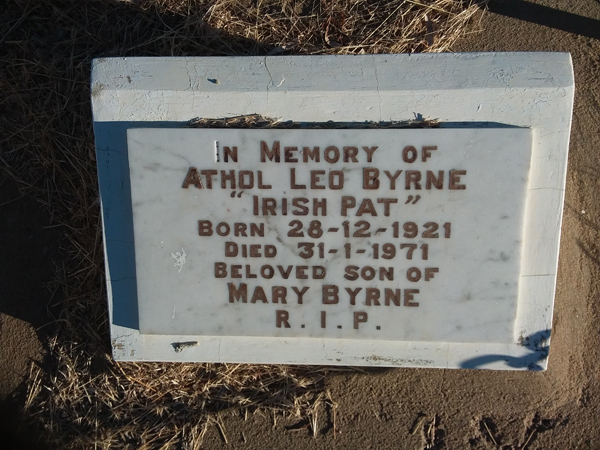 In Memory of
Athol Leo Byrne
"Irish Pat"
Born 28-12-1921
Died 31-1-1971
Beloved son of
Mary Byrne
R.I.P.